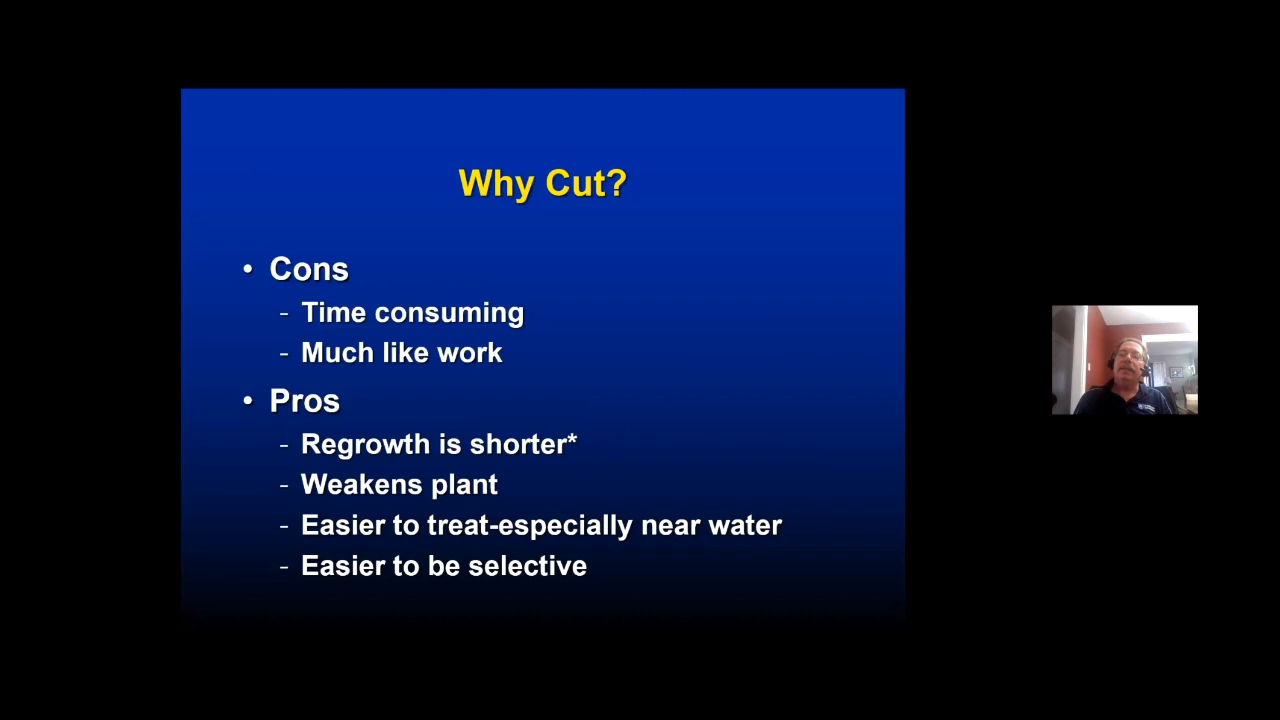 Why Cut?
• Cons
- Time consuming
- Much like work
• Pros
- Regrowth is shorter*
- Weakens plant
- Easier to treat-especially near water
- Easier to be selective